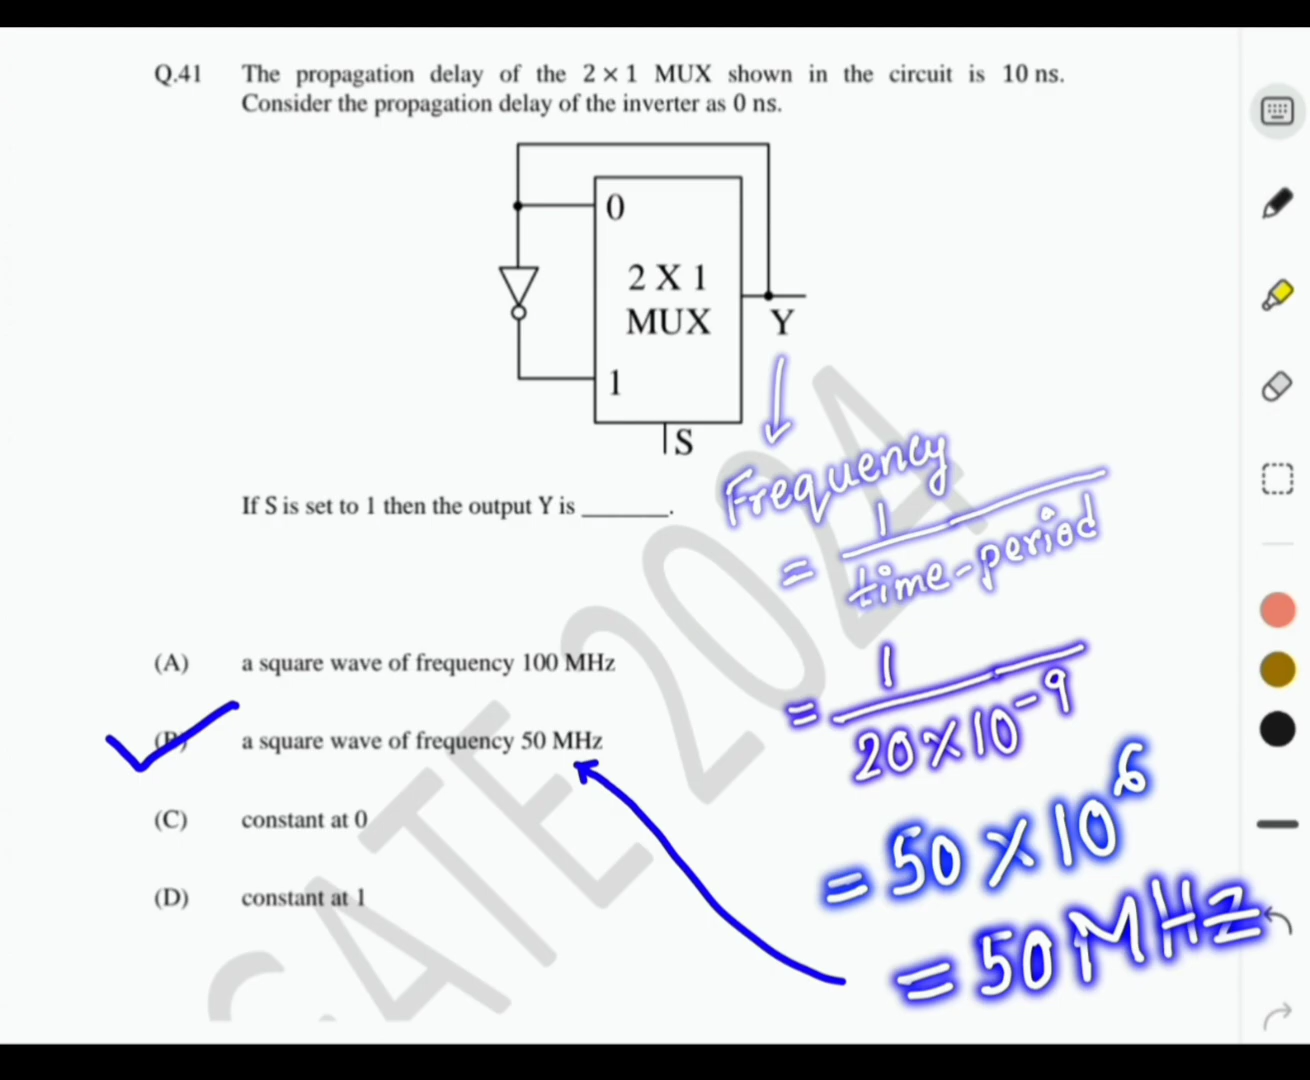 Q.41 The propagation delay of the 2 × 1 MUX shown in the circuit is 10 ns.
Consider the propagation delay of the inverter as 0 ns.
0
2 X 1
MUX
Y
1
S
If S is set to 1 then the output Y is _______.
Frequency
= 1 / time-period
(A) a square wave of frequency 100 MHz
= 1 / 20×10⁻⁹
(B) a square wave of frequency 50 MHz
= 50 × 10⁶
(C) constant at 0
= 50 MHz
(D) constant at 1
GATE 2024